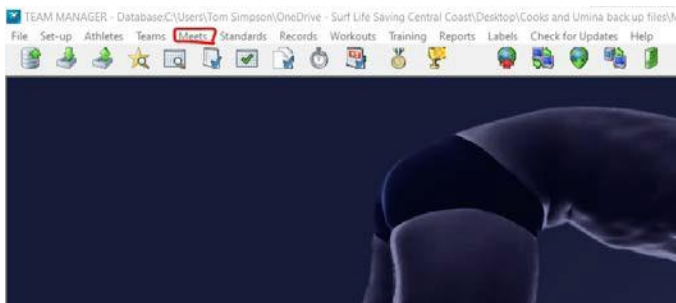 TEAM MANAGER - Database:C:\Users\Tom Simpson\OneDrive - Surf Life Saving Central Coast\Desktop\Cooks and Umina back up files\
File Set-up Athletes Teams Meets Standards Records Workouts Training Reports Labels Check for Updates Help